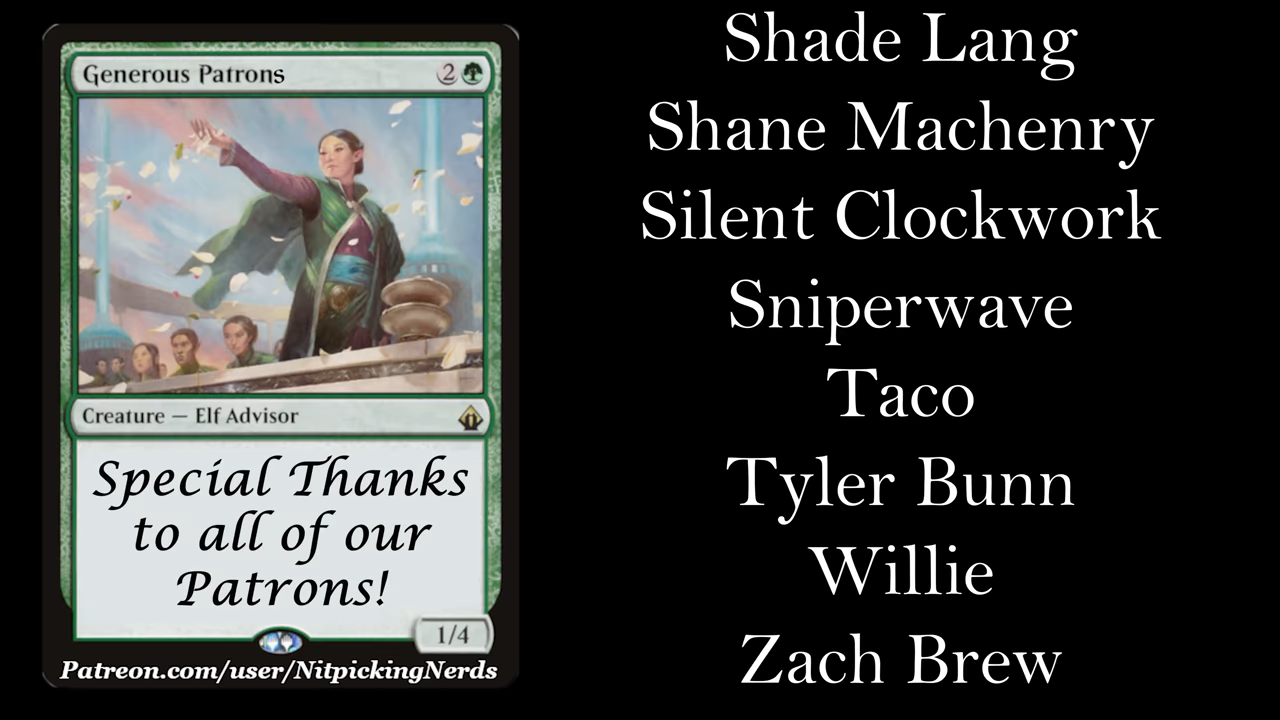 Generous Patrons
2
Creature — Elf Advisor
Special Thanks
to all of our
Patrons!
1/4
Patreon.com/user/NitpickingNerds
Shade Lang
Shane Machenry
Silent Clockwork
Sniperwave
Taco
Tyler Bunn
Willie
Zach Brew